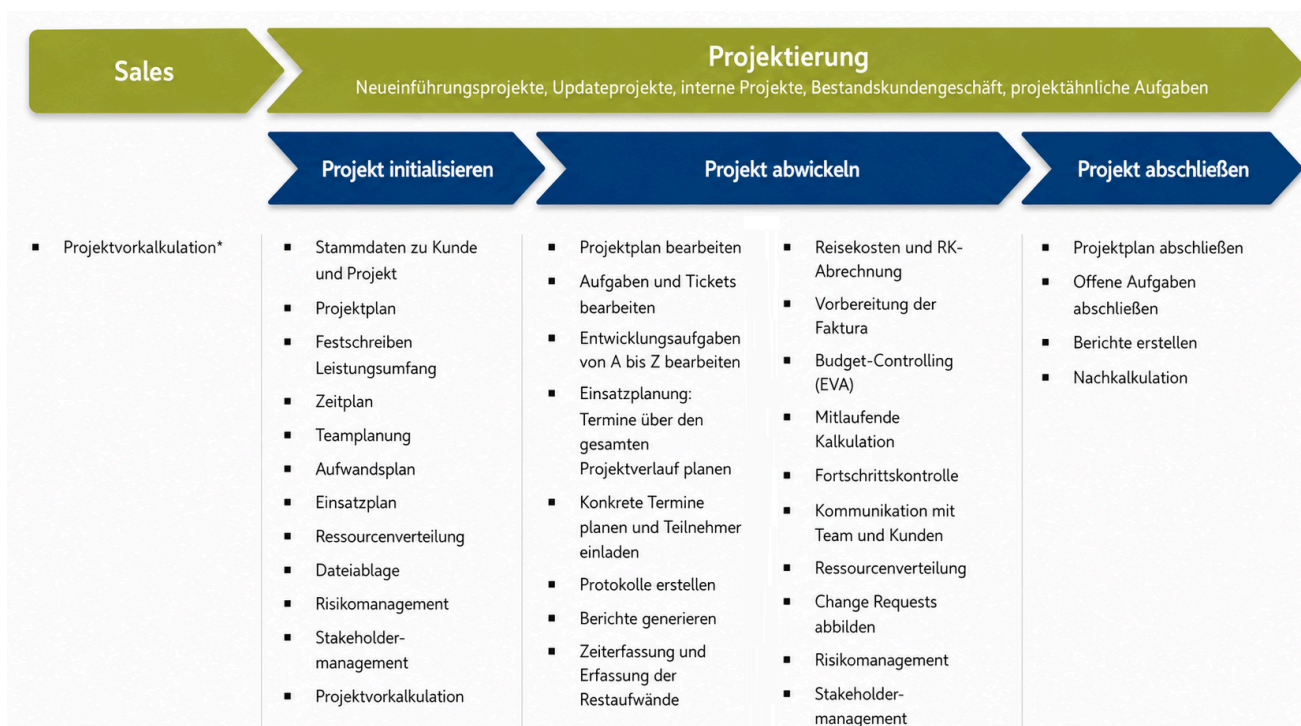 Sales
Projektierung
Neueinführungsprojekte, Updateprojekte, interne Projekte, Bestandskundengeschäft, projektähnliche Aufgaben
Projekt initialisieren
Projekt abwickeln
Projekt abschließen
▪ Projektvorkalkulation*
▪ Stammdaten zu Kunde
und Projekt
▪ Projektplan
▪ Festschreiben
Leistungsumfang
▪ Zeitplan
▪ Teamplanung
▪ Aufwandsplan
▪ Einsatzplan
▪ Ressourcenverteilung
▪ Dateiablage
▪ Risikomanagement
▪ Stakeholder-
management
▪ Projektvorkalkulation
▪ Projektplan bearbeiten
▪ Aufgaben und Tickets
bearbeiten
▪ Entwicklungsaufgaben
von A bis Z bearbeiten
▪ Einsatzplanung:
Termine über den
gesamten
Projektverlauf planen
▪ Konkrete Termine
planen und Teilnehmer
einladen
▪ Protokolle erstellen
▪ Berichte generieren
▪ Zeiterfassung und
Erfassung der
Restaufwände
▪ Reisekosten und RK-
Abrechnung
▪ Vorbereitung der
Faktura
▪ Budget-Controlling
(EVA)
▪ Mitlaufende
Kalkulation
▪ Fortschrittskontrolle
▪ Kommunikation mit
Team und Kunden
▪ Ressourcenverteilung
▪ Change Requests
abbilden
▪ Risikomanagement
▪ Stakeholder-
management
▪ Projektplan abschließen
▪ Offene Aufgaben
abschließen
▪ Berichte erstellen
▪ Nachkalkulation